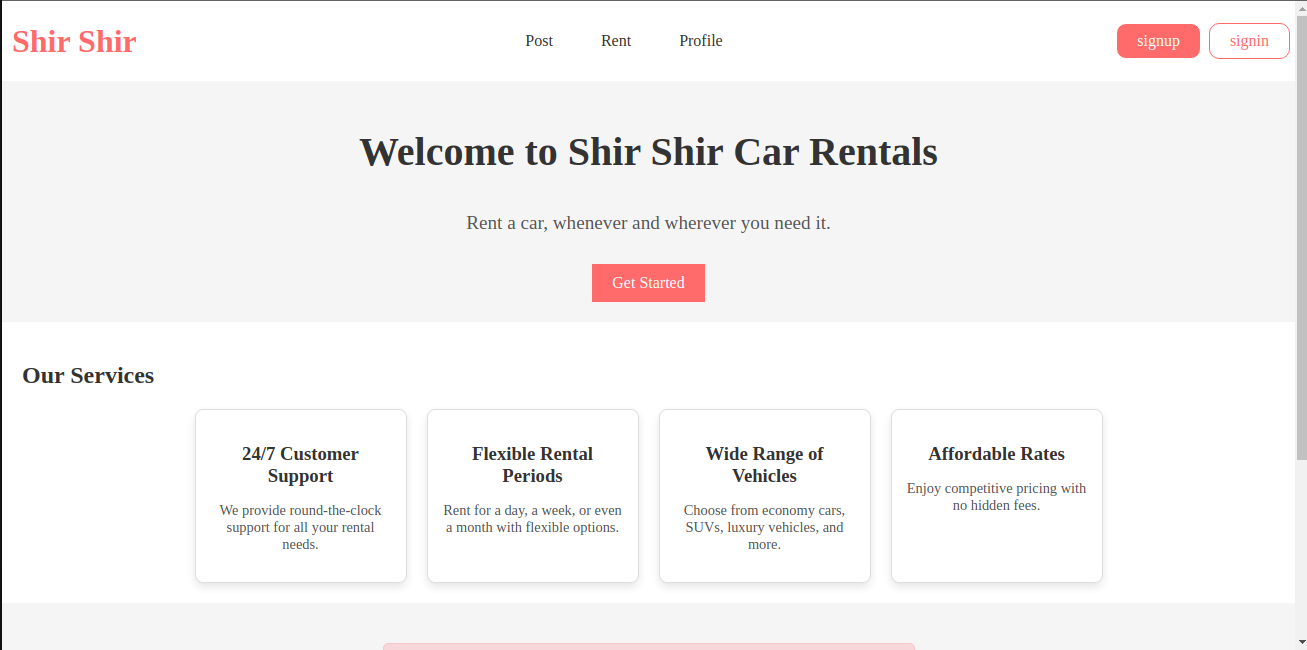 Shir Shir
Post
Rent
Profile
signup
signin
Welcome to Shir Shir Car Rentals
Rent a car, whenever and wherever you need it.
Get Started
Our Services
24/7 Customer
Support
We provide round-the-clock
support for all your rental
needs.
Flexible Rental
Periods
Rent for a day, a week, or even
a month with flexible options.
Wide Range of
Vehicles
Choose from economy cars,
SUVs, luxury vehicles, and
more.
Affordable Rates
Enjoy competitive pricing with
no hidden fees.